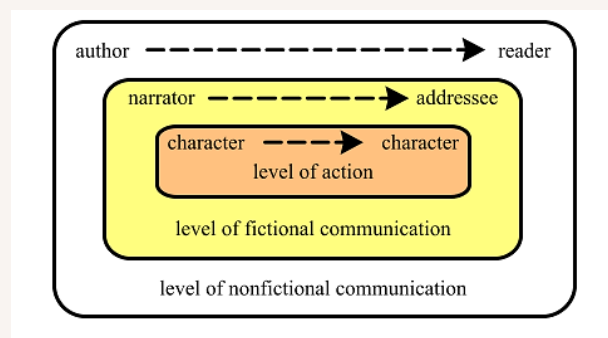 author reader
narrator addressee
character character
level of action
level of fictional communication
level of nonfictional communication